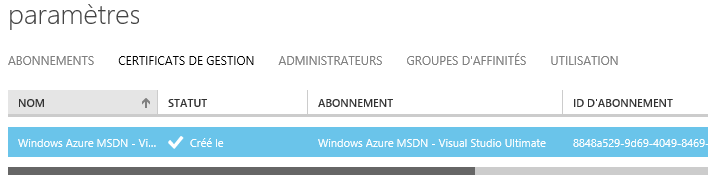 paramètres
ABONNEMENTS CERTIFICATS DE GESTION ADMINISTRATEURS GROUPES D'AFFINITÉS UTILISATION
NOM STATUT ABONNEMENT ID D'ABONNEMENT
Windows Azure MSDN - Vi... Créé le Windows Azure MSDN - Visual Studio Ultimate 8848a529-9d69-4049-8469-